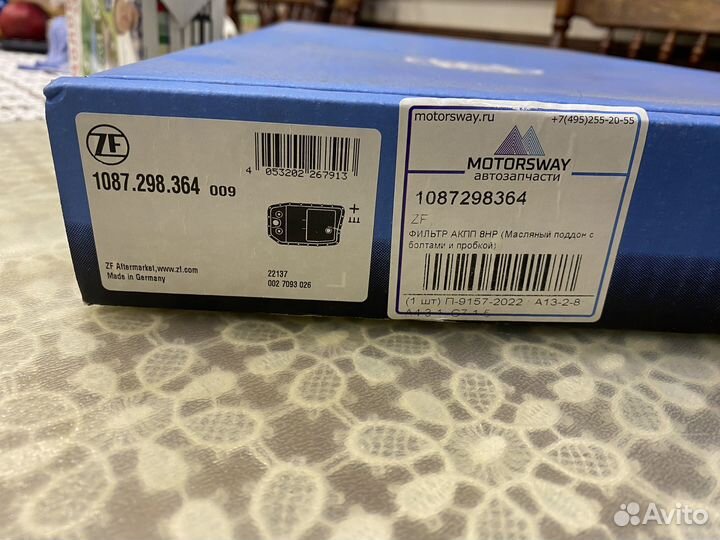 ZF
1087.298.364 009
4 053202 267913
ZF Aftermarket,www.zf.com
Made in Germany
22137
002 7093 026
motorsway.ru +7(495)255-20-55
MOTORSWAY
автозапчасти
1087298364
ZF
ФИЛЬТР АКПП 8HP (Масляный поддон с
болтами и пробкой)
(1 шт) П-9157-2022 A13-2-8
Avito